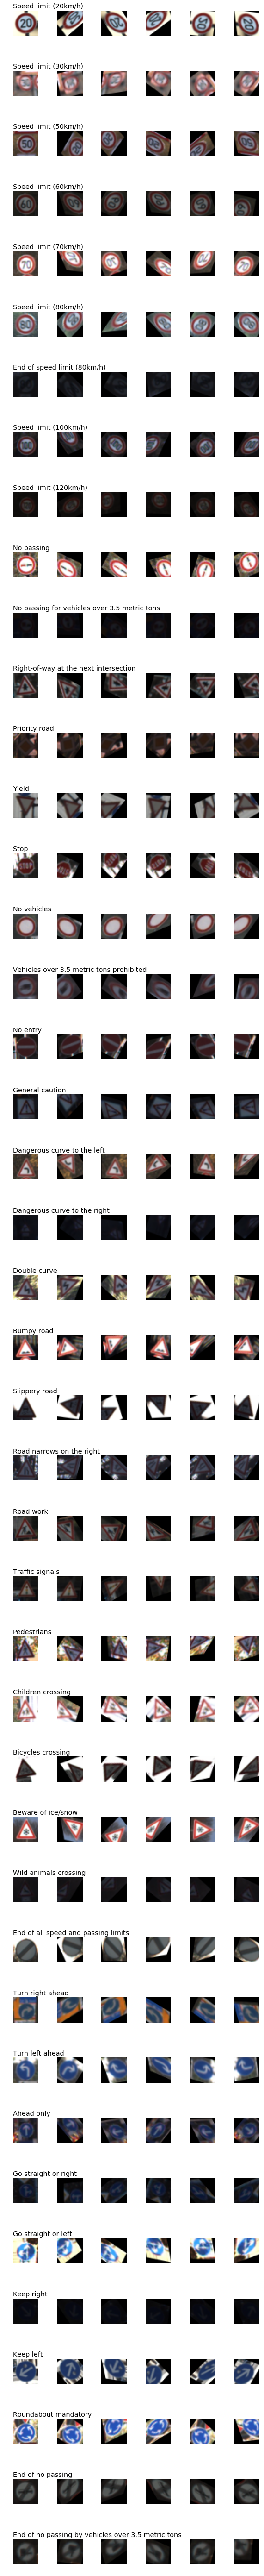 Speed limit (20km/h)
Speed limit (30km/h)
Speed limit (50km/h)
Speed limit (60km/h)
Speed limit (70km/h)
Speed limit (80km/h)
End of speed limit (80km/h)
Speed limit (100km/h)
Speed limit (120km/h)
No passing
No passing for vehicles over 3.5 metric tons
Right-of-way at the next intersection
Priority road
Yield
Stop
No vehicles
Vehicles over 3.5 metric tons prohibited
No entry
General caution
Dangerous curve to the left
Dangerous curve to the right
Double curve
Bumpy road
Slippery road
Road narrows on the right
Road work
Traffic signals
Pedestrians
Children crossing
Bicycles crossing
Beware of ice/snow
Wild animals crossing
End of all speed and passing limits
Turn right ahead
Turn left ahead
Ahead only
Go straight or right
Go straight or left
Keep right
Keep left
Roundabout mandatory
End of no passing
End of no passing by vehicles over 3.5 metric tons